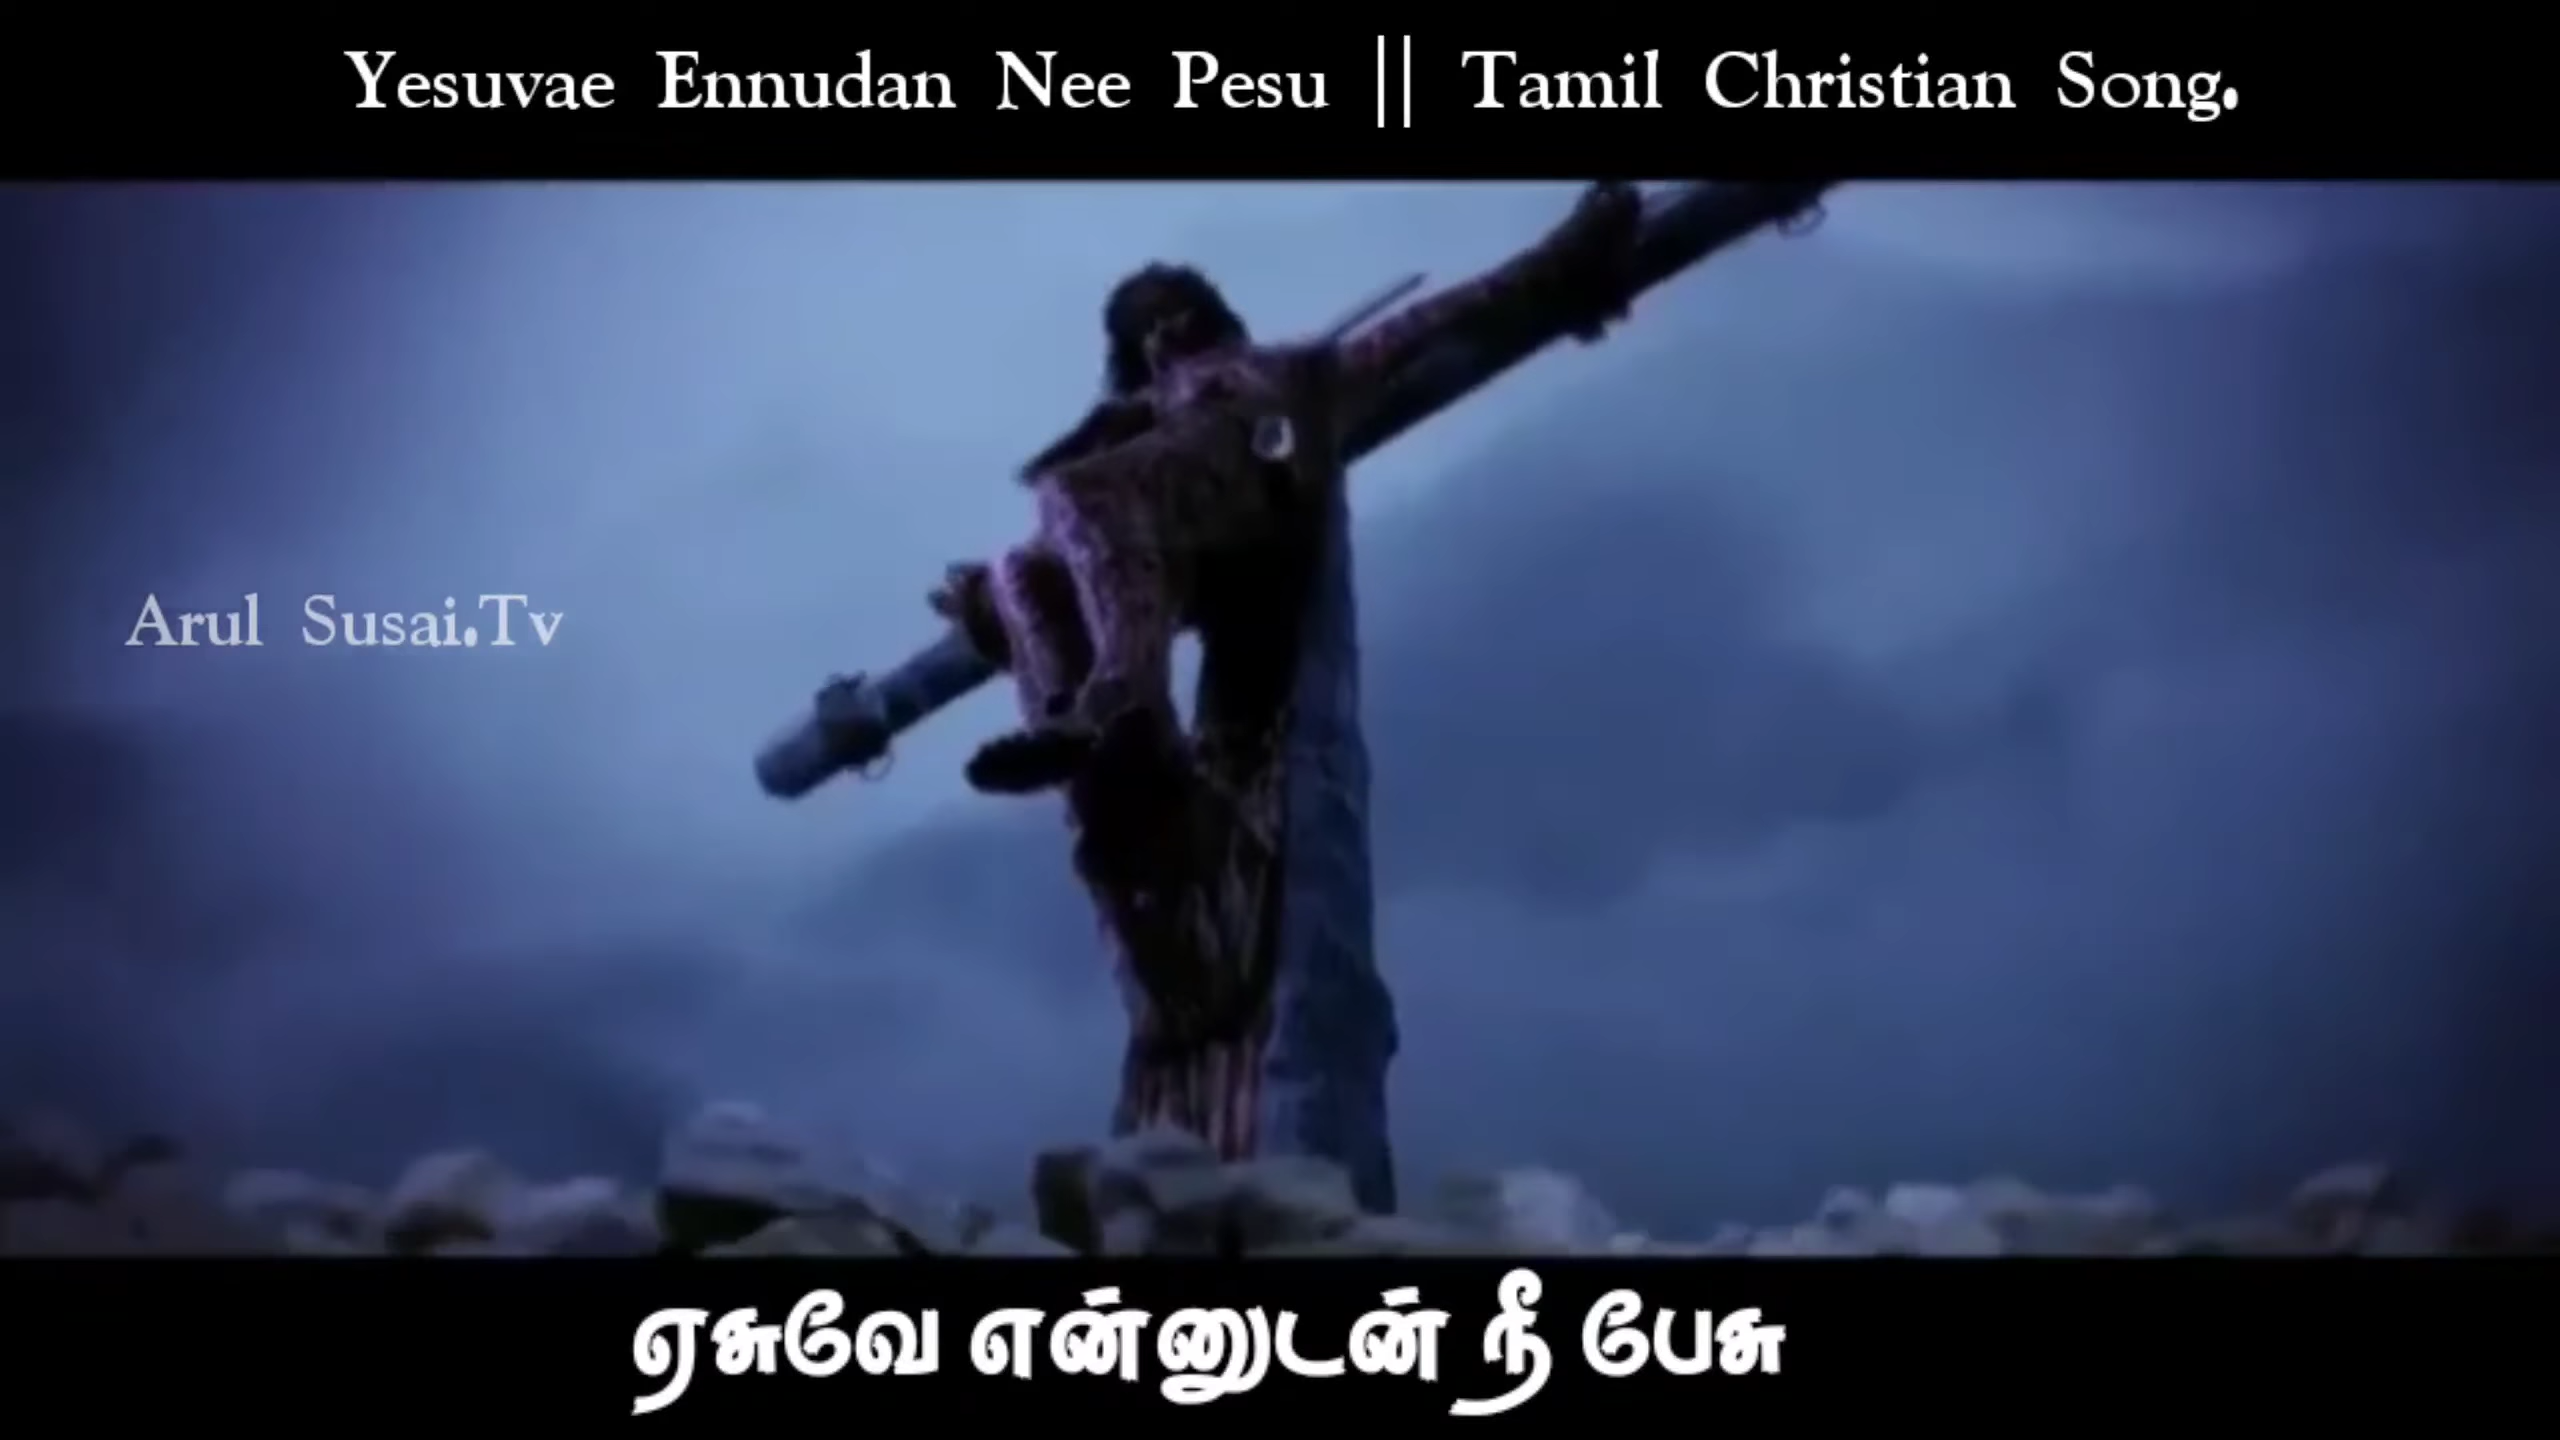 Yesuvae Ennudan Nee Pesu || Tamil Christian Song.
Arul Susai.Tv
ஏசுவே என்னுடன் நீ பேசு